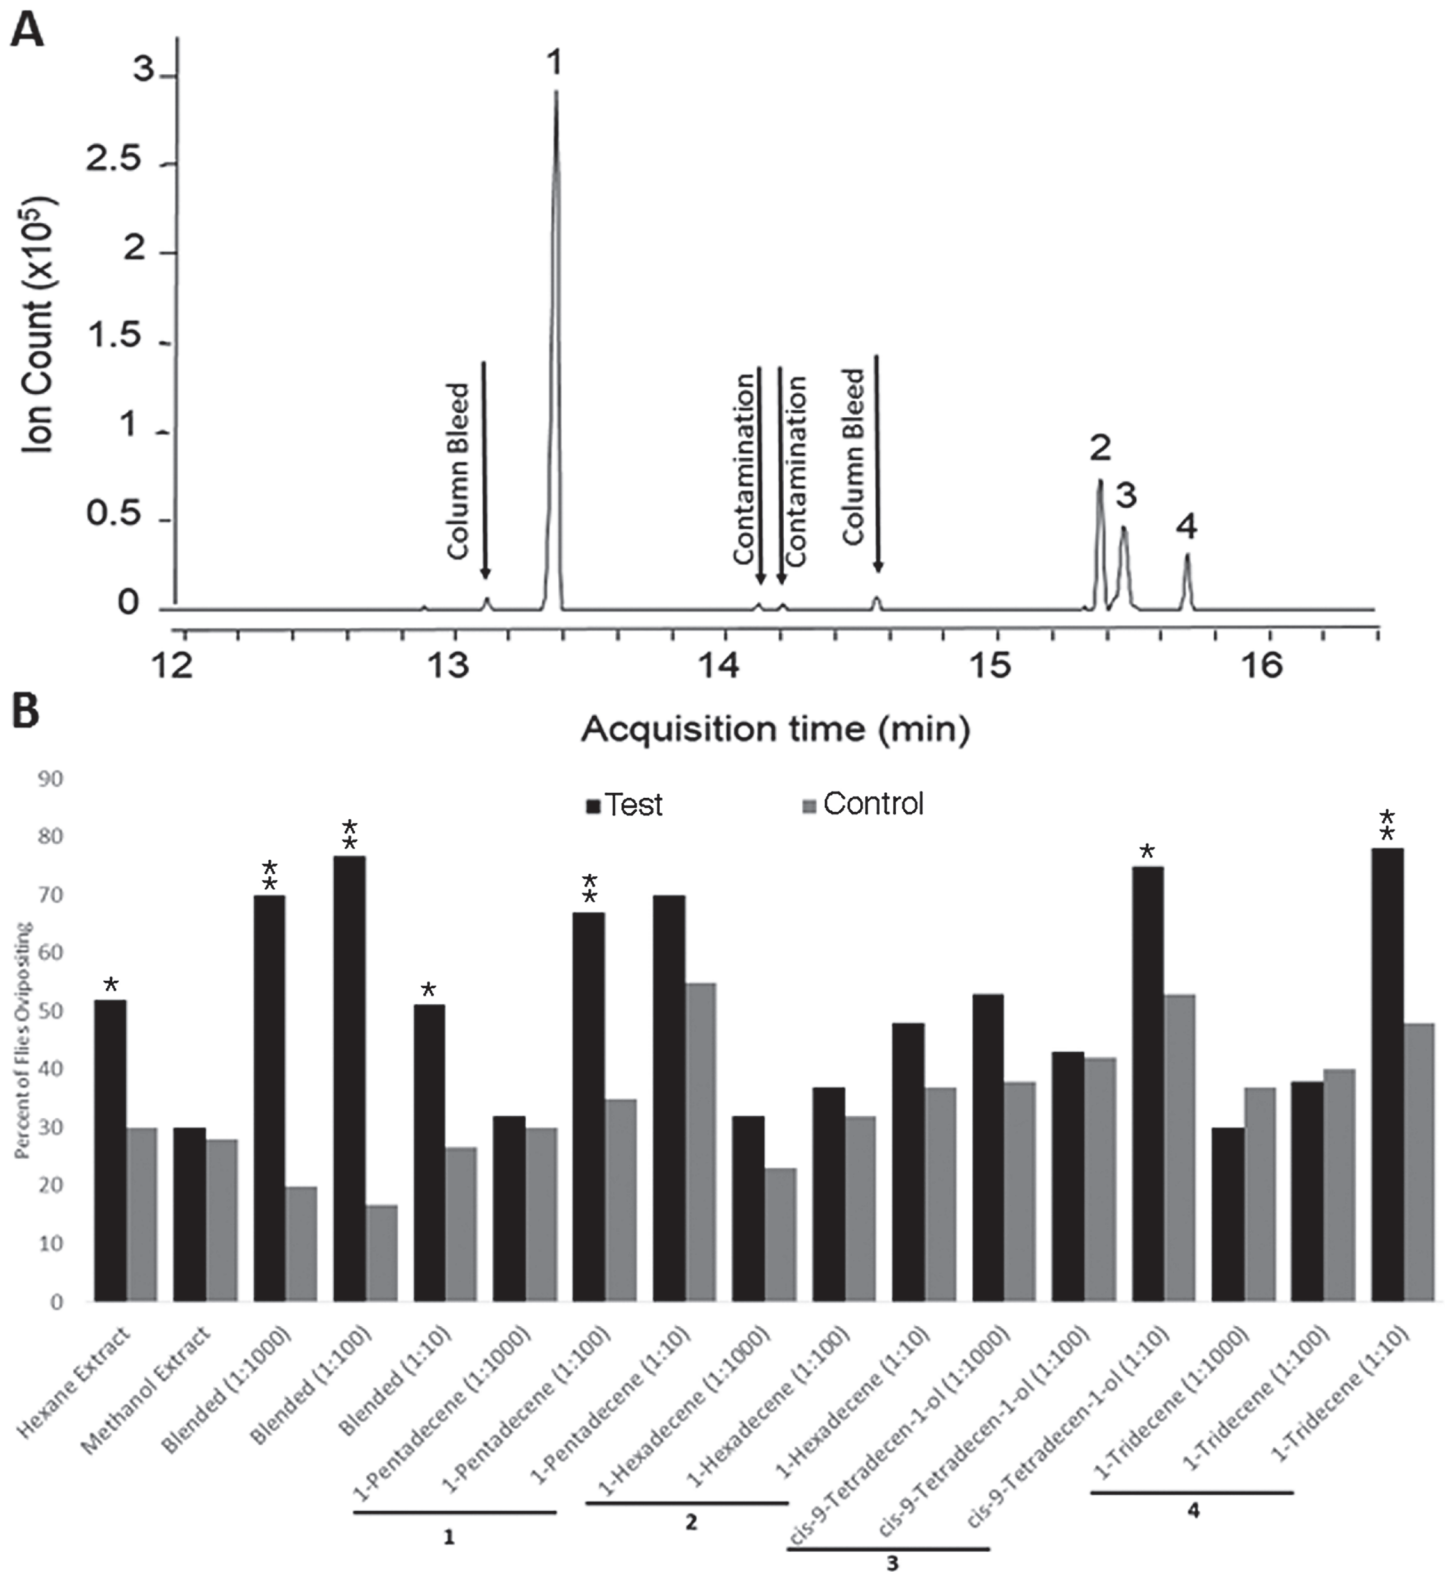 A
3
2.5
2
1.5
1
0.5
0
Ion Count (x10⁵)
1
Column Bleed
Contamination
Contamination
Column Bleed
2
3
4
12 13 14 15 16
Acquisition time (min)
B
90
80
70
60
50
40
30
20
10
0
Percent of Flies Ovipositing
Test Control
*
**
**
*
**
*
**
Hexane Extract
Methanol Extract
Blended (1:1000)
Blended (1:100)
Blended (1:10)
1-Pentadecene (1:1000)
1-Pentadecene (1:100)
1-Pentadecene (1:10)
1-Hexadecene (1:1000)
1-Hexadecene (1:100)
1-Hexadecene (1:10)
cis-9-Tetradecen-1-ol (1:1000)
cis-9-Tetradecen-1-ol (1:100)
cis-9-Tetradecen-1-ol (1:10)
1-Tridecene (1:1000)
1-Tridecene (1:100)
1-Tridecene (1:10)
1
2
3
4